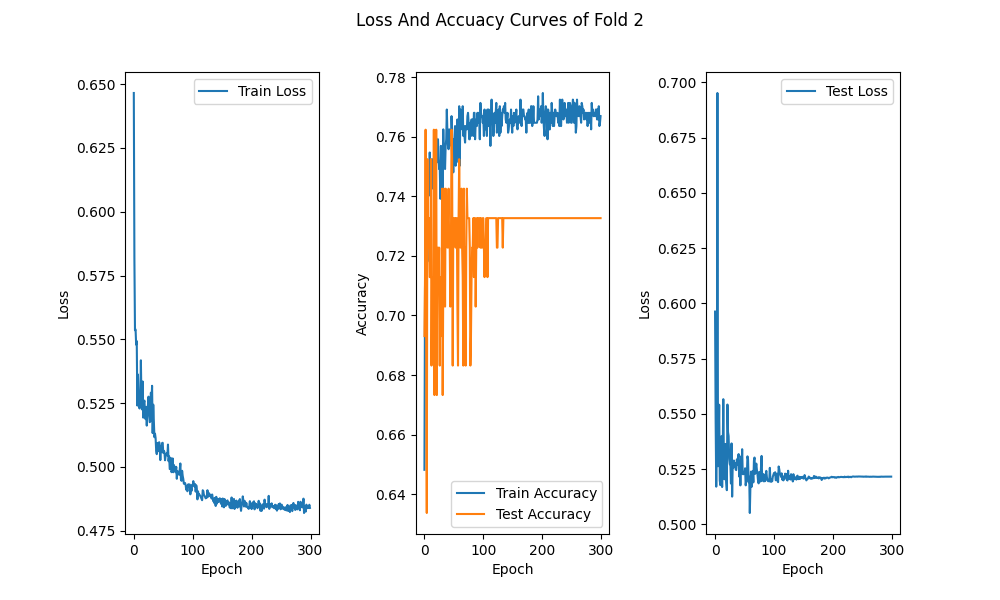 Loss And Accuacy Curves of Fold 2
0.650
0.625
0.600
0.575
0.550
0.525
0.500
0.475
Loss
Train Loss
0 100 200 300
Epoch
0.78
0.76
0.74
0.72
0.70
0.68
0.66
0.64
Accuracy
Train Accuracy
Test Accuracy
0 100 200 300
Epoch
0.700
0.675
0.650
0.625
0.600
0.575
0.550
0.525
0.500
Loss
Test Loss
0 100 200 300
Epoch